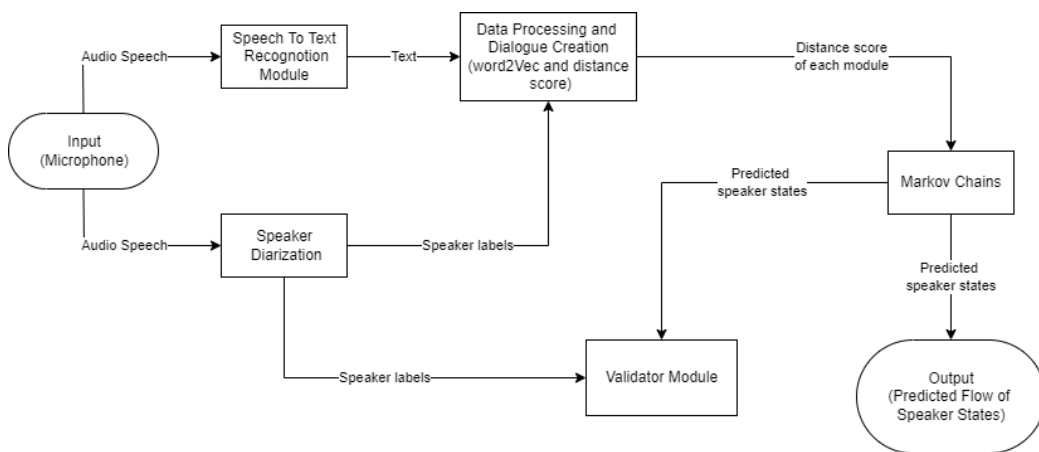 Audio Speech
Speech To Text
Recognotion
Module
Text
Data Processing and
Dialogue Creation
(word2Vec and distance
score)
Distance score
of each module
Input
(Microphone)
Predicted
speaker states
Markov Chains
Audio Speech
Speaker
Diarization
Speaker labels
Predicted
speaker states
Speaker labels
Validator Module
Output
(Predicted Flow of
Speaker States)